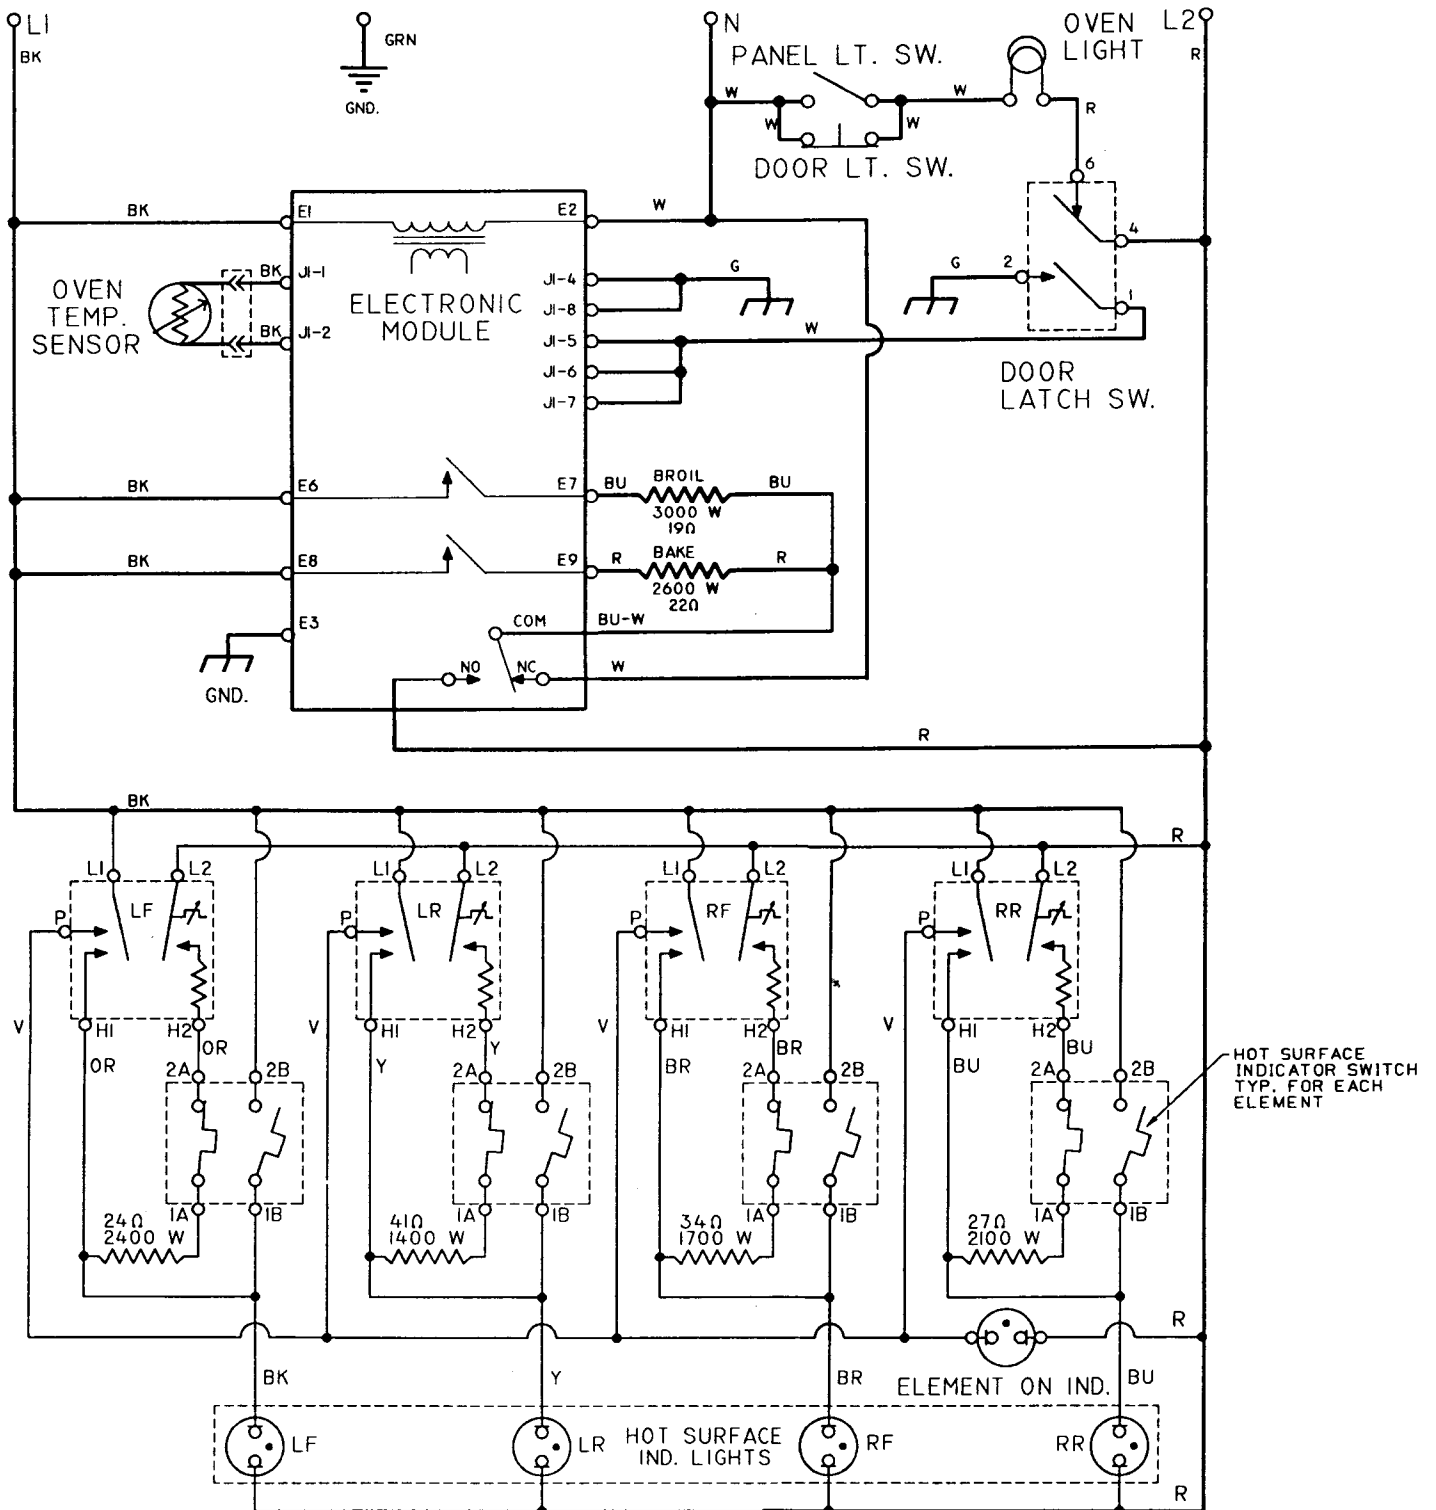 L1
BK
GRN
GND.
N
PANEL LT. SW.
OVEN
LIGHT
L2
R
W
W
W
W
R
DOOR LT. SW.
6
4
2
G
1
DOOR
LATCH SW.
BK
E1
E2
W
OVEN
TEMP.
SENSOR
BK
J1-1
BK
J1-2
ELECTRONIC
MODULE
J1-4
J1-8
J1-5
J1-6
J1-7
G
W
BK
E6
E7
BU
BROIL
3000 W
19Ω
BU
BK
E8
E9
R
BAKE
2600 W
22Ω
R
E3
GND.
COM
BU-W
NO
NC
W
R
BK
R
L1
L2
P
LF
H1
H2
V
OR
OR
2A
2B
1A
1B
24Ω
2400 W
L1
L2
P
LR
H1
H2
V
Y
Y
2A
2B
1A
1B
41Ω
1400 W
L1
L2
P
RF
H1
H2
V
BR
BR
2A
2B
1A
1B
34Ω
1700 W
L1
L2
P
RR
H1
H2
V
BU
BU
2A
2B
1A
1B
27Ω
2100 W
HOT SURFACE
INDICATOR SWITCH
TYP. FOR EACH
ELEMENT
R
BK
Y
BR
ELEMENT ON IND.
BU
LF
LR
HOT SURFACE
IND. LIGHTS
RF
RR
R